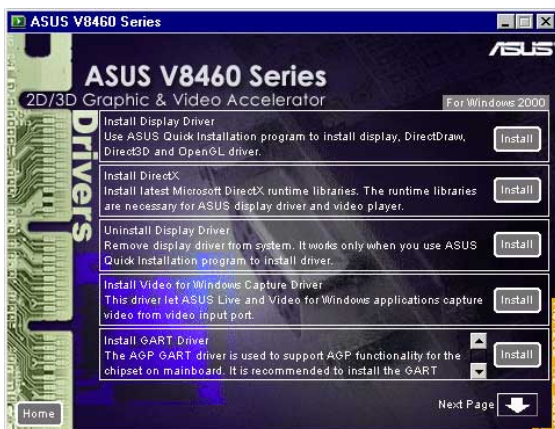 ASUS V8460 Series
ASUS
ASUS V8460 Series
2D/3D Graphic & Video Accelerator
For Windows 2000
Drivers
Install Display Driver
Use ASUS Quick Installation program to install display, DirectDraw,
Direct3D and OpenGL driver.
Install
Install DirectX
Install latest Microsoft DirectX runtime libraries. The runtime libraries
are necessary for ASUS display driver and video player.
Install
Uninstall Display Driver
Remove display driver from system. It works only when you use ASUS
Quick Installation program to install driver.
Install
Install Video for Windows Capture Driver
This driver let ASUS Live and Video for Windows applications capture
video from video input port.
Install
Install GART Driver
The AGP GART driver is used to support AGP functionality for the
chipset on mainboard. It is recommended to install the GART
Install
Next Page
Home